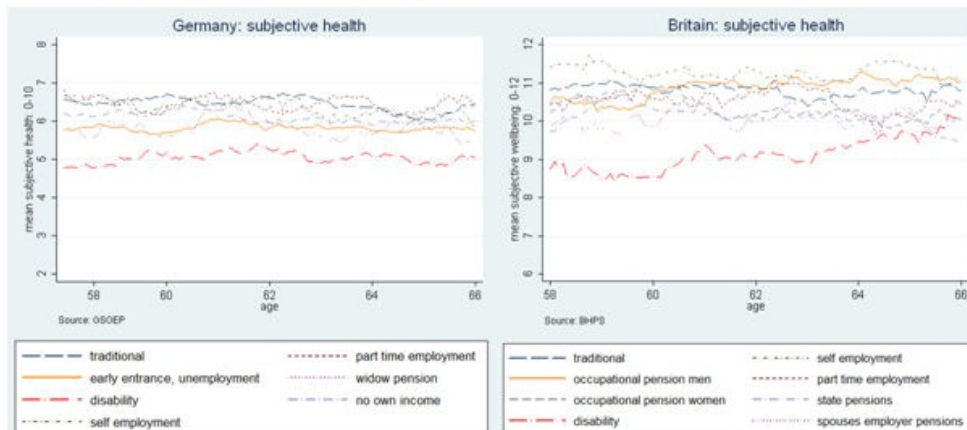 Germany: subjective health
8
7
6
5
4
3
2
mean subjective health 0-10
58 60 62 64 66
age
Source: GSOEP
traditional
early entrance, unemployment
disability
self employment
part time employment
widow pension
no own income
Britain: subjective health
12
11
10
9
8
7
6
mean subjective wellbeing 0-12
58 60 62 64 66
age
Source: BHPS
traditional
occupational pension men
occupational pension women
disability
self employment
part time employment
state pensions
spouses employer pensions